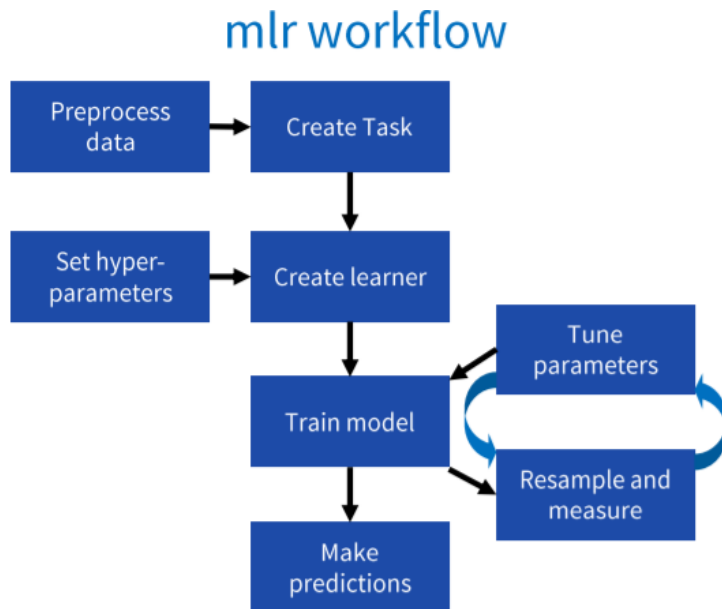 mlr workflow
Preprocess
data
Create Task
Set hyper-
parameters
Create learner
Tune
parameters
Train model
Resample and
measure
Make
predictions